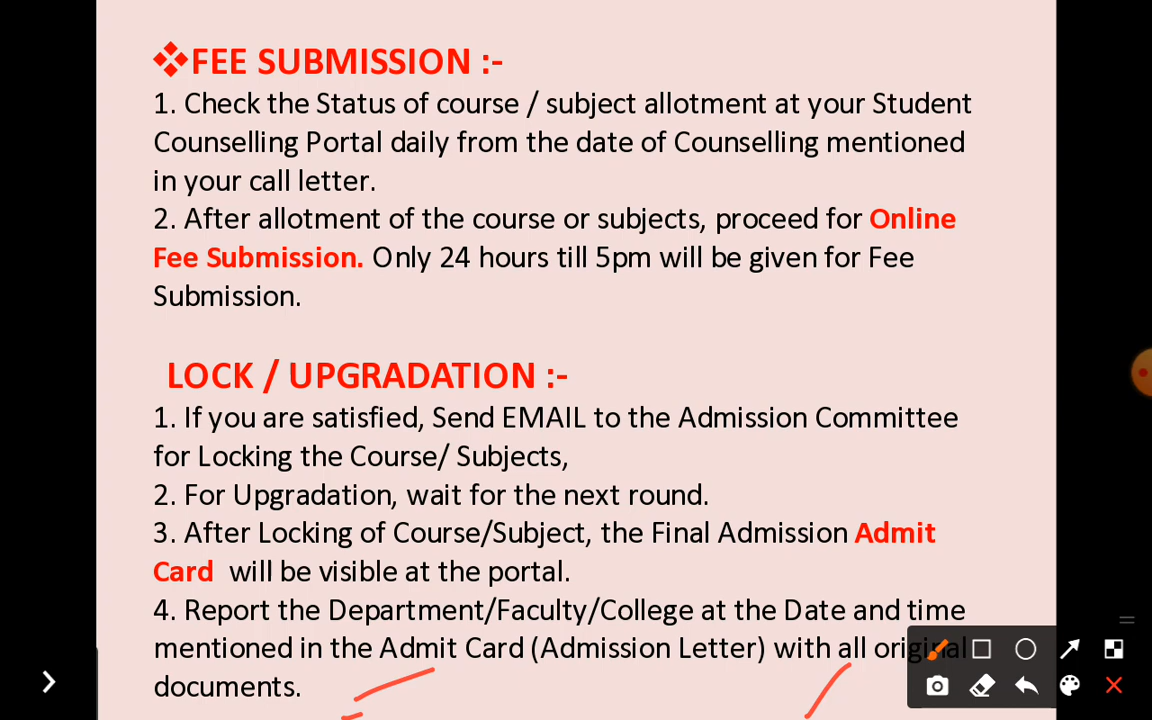 FEE SUBMISSION :-
1. Check the Status of course / subject allotment at your Student
Counselling Portal daily from the date of Counselling mentioned
in your call letter.
2. After allotment of the course or subjects, proceed for Online
Fee Submission. Only 24 hours till 5pm will be given for Fee
Submission.
LOCK / UPGRADATION :-
1. If you are satisfied, Send EMAIL to the Admission Committee
for Locking the Course/ Subjects,
2. For Upgradation, wait for the next round.
3. After Locking of Course/Subject, the Final Admission Admit
Card will be visible at the portal.
4. Report the Department/Faculty/College at the Date and time
mentioned in the Admit Card (Admission Letter) with all original
documents.